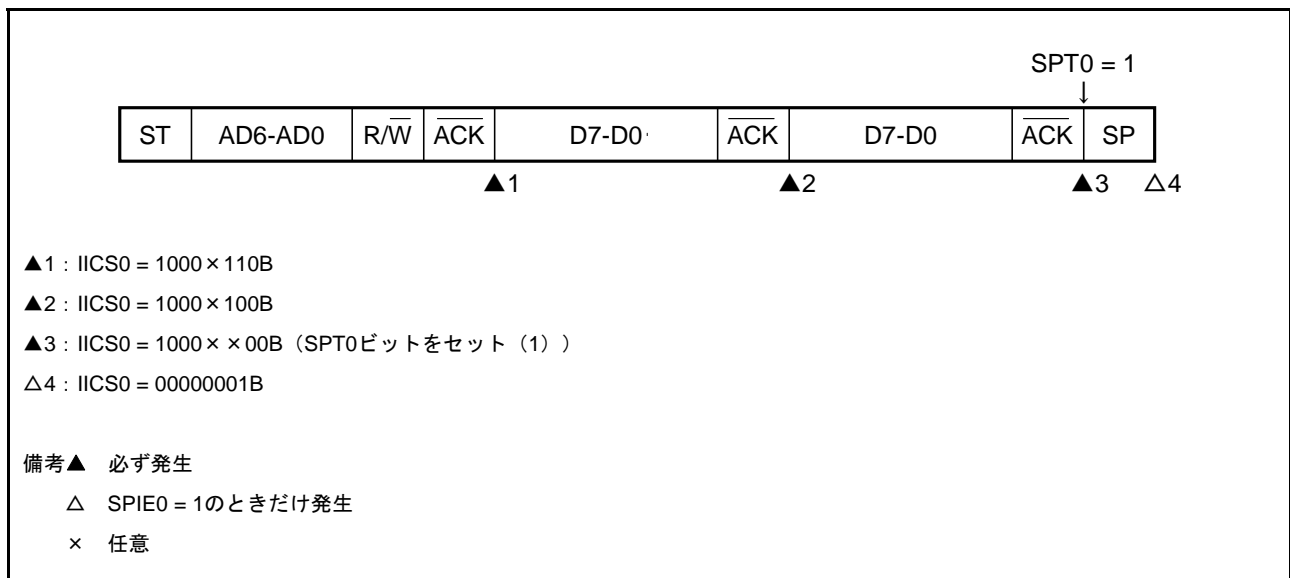 SPT0 = 1
↓
ST AD6-AD0 R/W̅ A̅C̅K̅ D7-D0 A̅C̅K̅ D7-D0 A̅C̅K̅ SP
▲1 ▲2 ▲3 △4
▲1 : IICS0 = 1000×110B
▲2 : IICS0 = 1000×100B
▲3 : IICS0 = 1000××00B（SPT0ビットをセット（1））
△4 : IICS0 = 00000001B
備考▲ 必ず発生
△ SPIE0 = 1のときだけ発生
× 任意